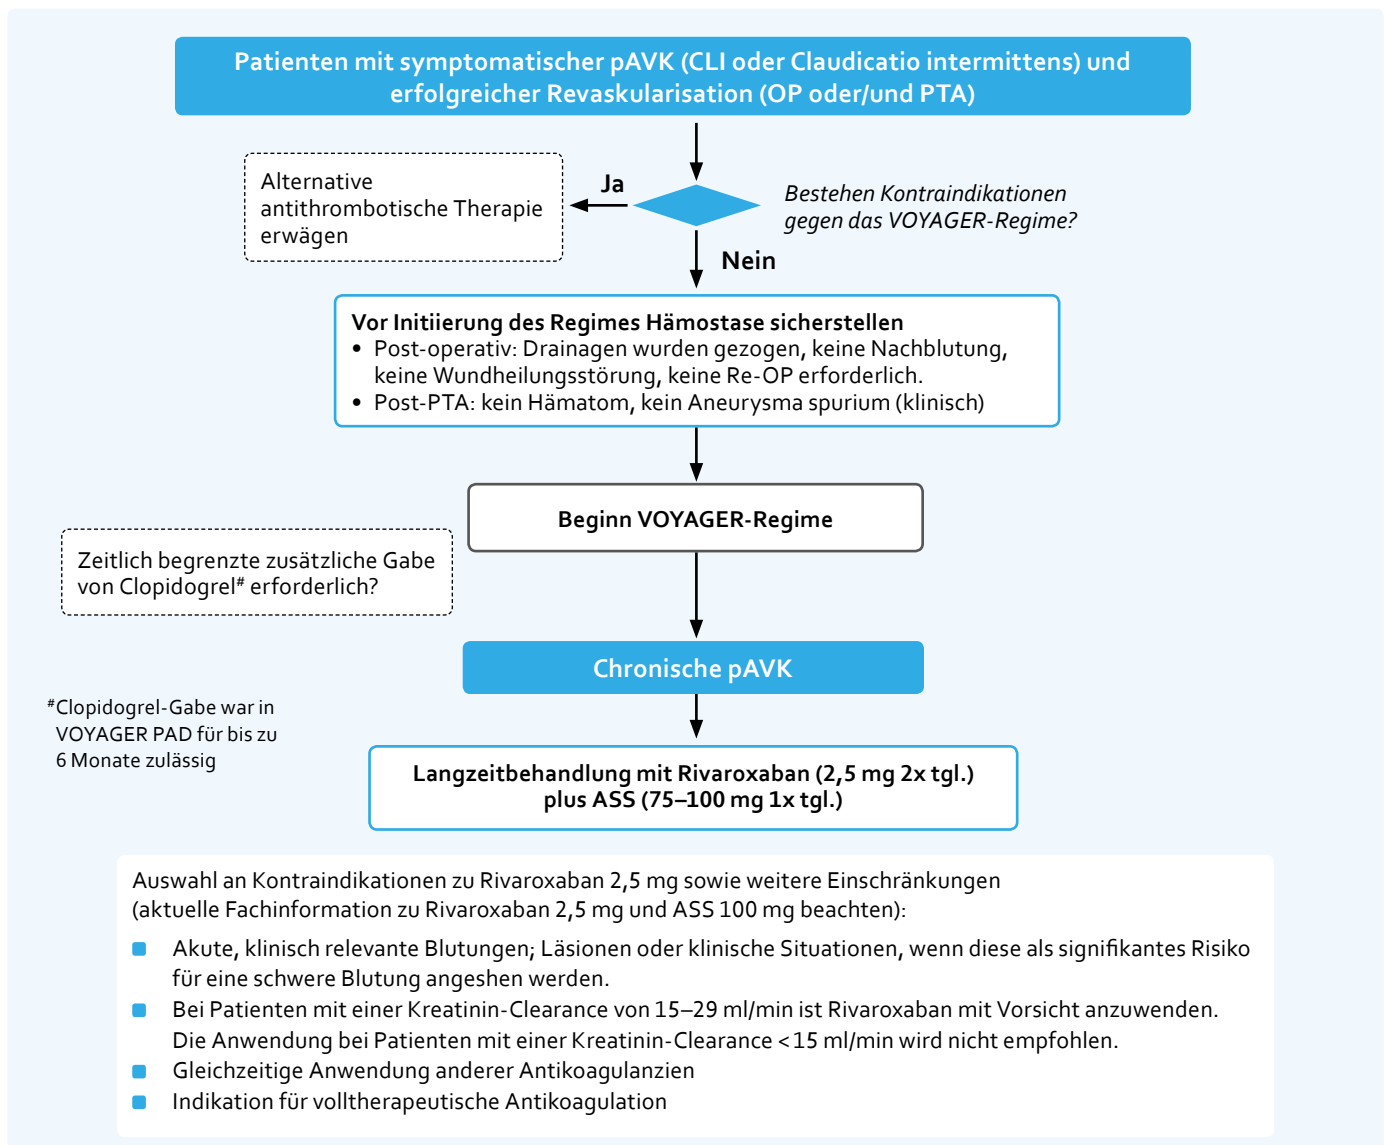 Patienten mit symptomatischer pAVK (CLI oder Claudicatio intermittens) und
erfolgreicher Revaskularisation (OP oder/und PTA)
Alternative
antithrombotische Therapie
erwägen
Ja
Bestehen Kontraindikationen
gegen das VOYAGER-Regime?
Nein
Vor Initiierung des Regimes Hämostase sicherstellen
• Post-operativ: Drainagen wurden gezogen, keine Nachblutung,
keine Wundheilungsstörung, keine Re-OP erforderlich.
• Post-PTA: kein Hämatom, kein Aneurysma spurium (klinisch)
Beginn VOYAGER-Regime
Zeitlich begrenzte zusätzliche Gabe
von Clopidogrel# erforderlich?
Chronische pAVK
#Clopidogrel-Gabe war in
VOYAGER PAD für bis zu
6 Monate zulässig
Langzeitbehandlung mit Rivaroxaban (2,5 mg 2x tgl.)
plus ASS (75–100 mg 1x tgl.)
Auswahl an Kontraindikationen zu Rivaroxaban 2,5 mg sowie weitere Einschränkungen
(aktuelle Fachinformation zu Rivaroxaban 2,5 mg und ASS 100 mg beachten):
Akute, klinisch relevante Blutungen; Läsionen oder klinische Situationen, wenn diese als signifikantes Risiko
für eine schwere Blutung angeshen werden.
Bei Patienten mit einer Kreatinin-Clearance von 15–29 ml/min ist Rivaroxaban mit Vorsicht anzuwenden.
Die Anwendung bei Patienten mit einer Kreatinin-Clearance <15 ml/min wird nicht empfohlen.
Gleichzeitige Anwendung anderer Antikoagulanzien
Indikation für volltherapeutische Antikoagulation